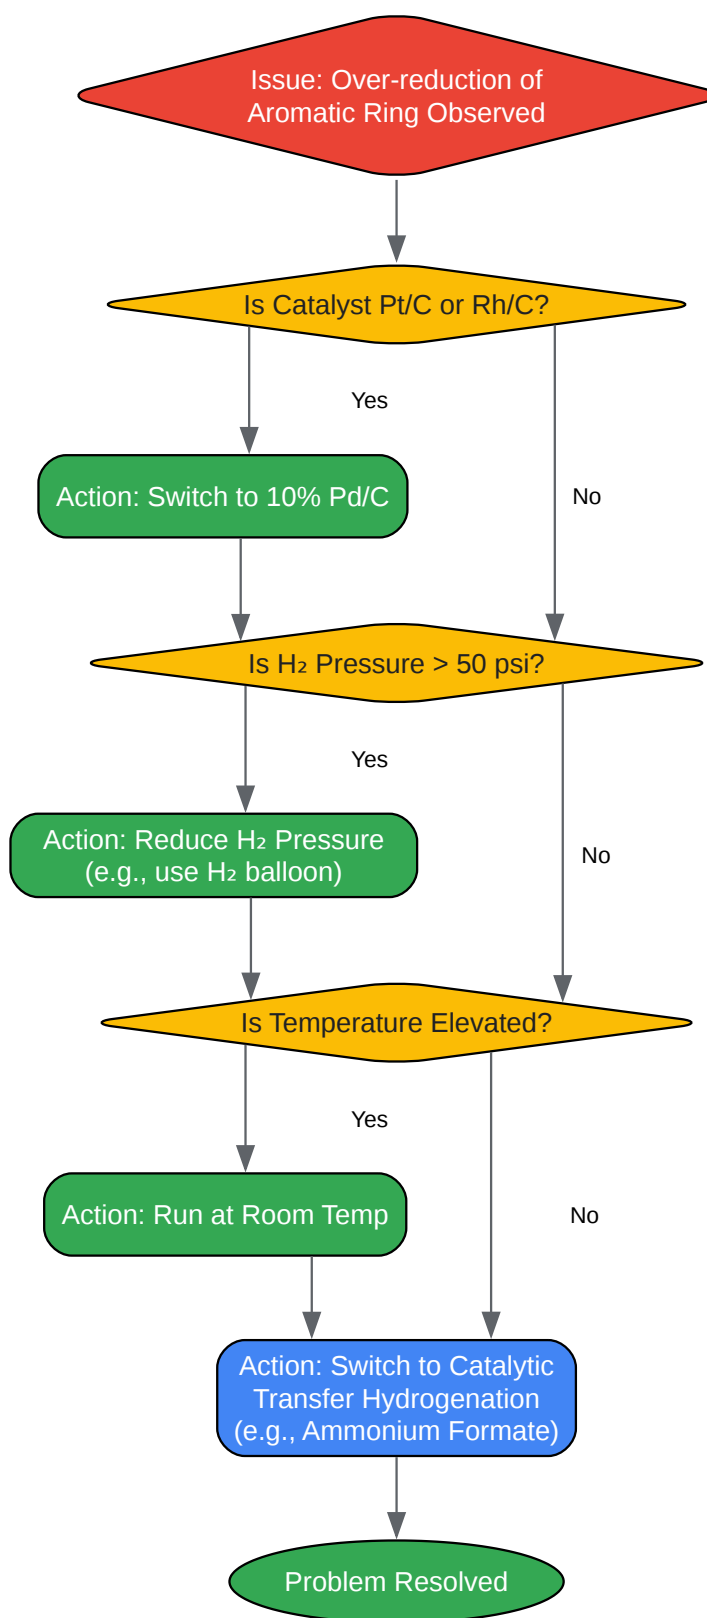 Issue: Over-reduction of
Aromatic Ring Observed
Is Catalyst Pt/C or Rh/C?
Yes
Action: Switch to 10% Pd/C
No
Is H₂ Pressure > 50 psi?
Yes
Action: Reduce H₂ Pressure
(e.g., use H₂ balloon)
No
Is Temperature Elevated?
Yes
Action: Run at Room Temp
No
Action: Switch to Catalytic
Transfer Hydrogenation
(e.g., Ammonium Formate)
Problem Resolved